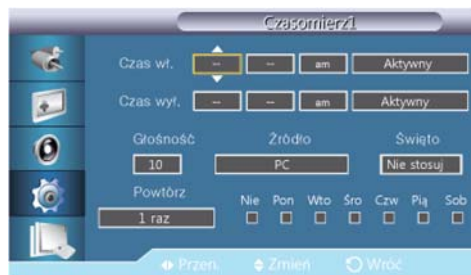 Czasomierz1
Czas wł. -- -- am Aktywny
Czas wył. -- -- am Aktywny
Głośność Źródło Święto
10 PC Nie stosuj
Powtórz Nie Pon Wto Śro Czw Pią Sob
1 raz
Przen. Zmień Wróć